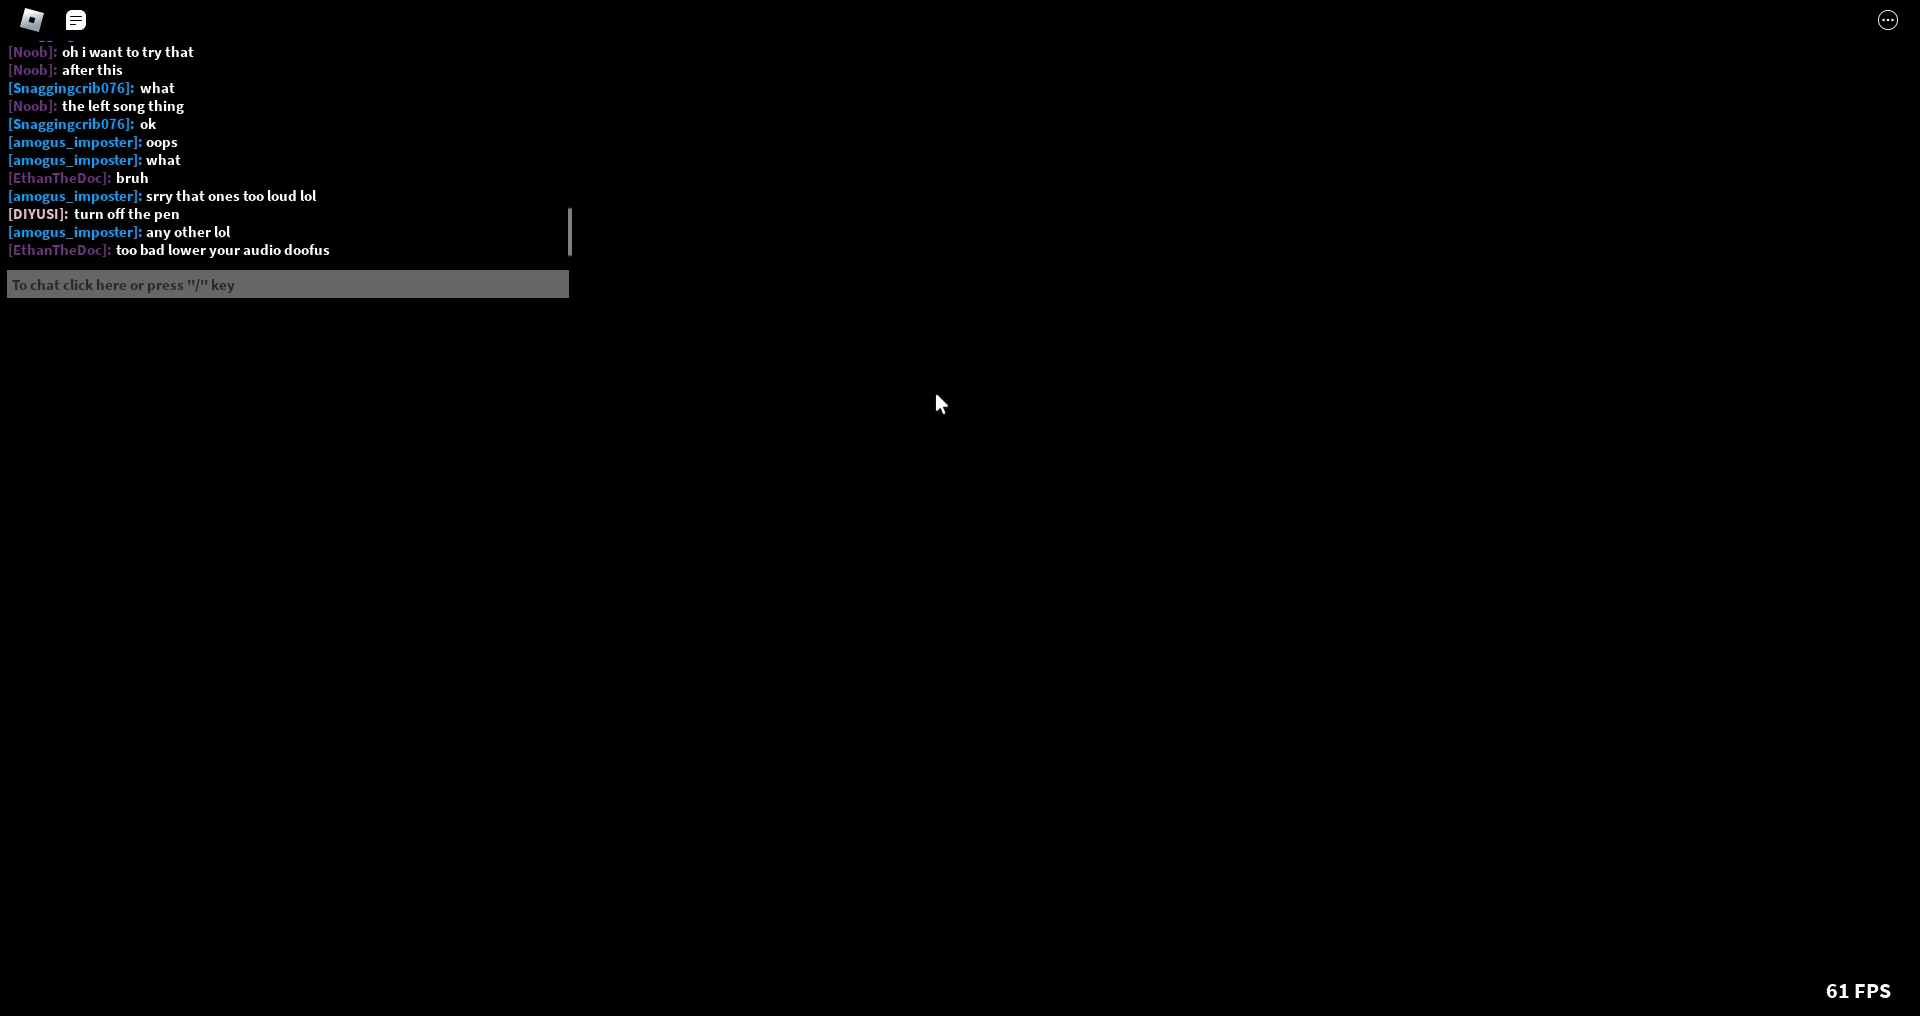 [Noob]: oh i want to try that
[Noob]: after this
[Snaggingcrib076]: what
[Noob]: the left song thing
[Snaggingcrib076]: ok
[amogus_imposter]: oops
[amogus_imposter]: what
[EthanTheDoc]: bruh
[amogus_imposter]: srry that ones too loud lol
[DIYUSI]: turn off the pen
[amogus_imposter]: any other lol
[EthanTheDoc]: too bad lower your audio doofus
To chat click here or press "/" key
61 FPS